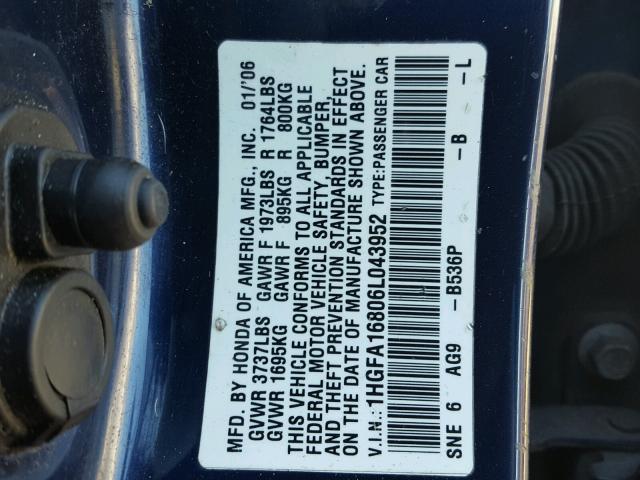 MFD. BY HONDA OF AMERICA MFG., INC. 01/'06
GVWR 3737LBS GAWR F 1973LBS R 1764LBS
GVWR 1695KG GAWR F 895KG R 800KG
THIS VEHICLE CONFORMS TO ALL APPLICABLE
FEDERAL MOTOR VEHICLE SAFETY, BUMPER,
AND THEFT PREVENTION STANDARDS IN EFFECT
ON THE DATE OF MANUFACTURE SHOWN ABOVE.
V.I.N.: 1HGFA16806L043952 TYPE:PASSENGER CAR
SNE 6 AG9 - B536P - B - L